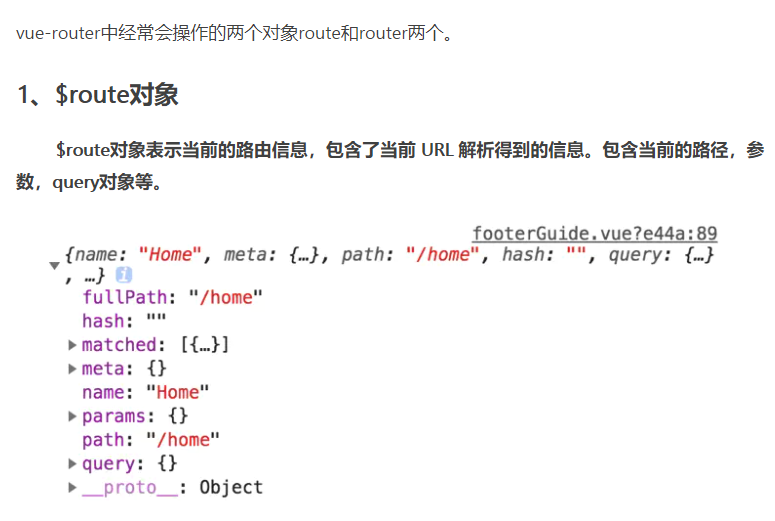 vue-router中经常会操作的两个对象route和router两个。
1、$route对象
$route对象表示当前的路由信息，包含了当前 URL 解析得到的信息。包含当前的路径，参
数，query对象等。
footerGuide.vue?e44a:89
{name: "Home", meta: {…}, path: "/home", hash: "", query: {…}
, …} i
fullPath: "/home"
hash: ""
matched: [{…}]
meta: {}
name: "Home"
params: {}
path: "/home"
query: {}
__proto__: Object